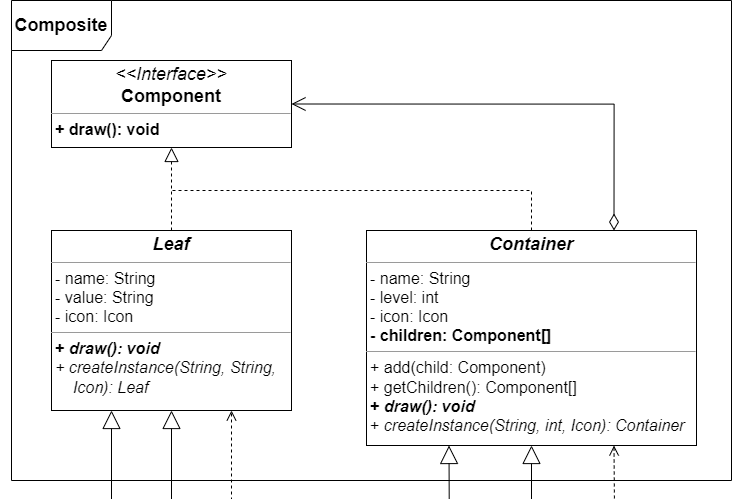 Composite
<<Interface>>
Component
+ draw(): void
Leaf
- name: String
- value: String
- icon: Icon
+ draw(): void
+ createInstance(String, String,
Icon): Leaf
Container
- name: String
- level: int
- icon: Icon
- children: Component[]
+ add(child: Component)
+ getChildren(): Component[]
+ draw(): void
+ createInstance(String, int, Icon): Container